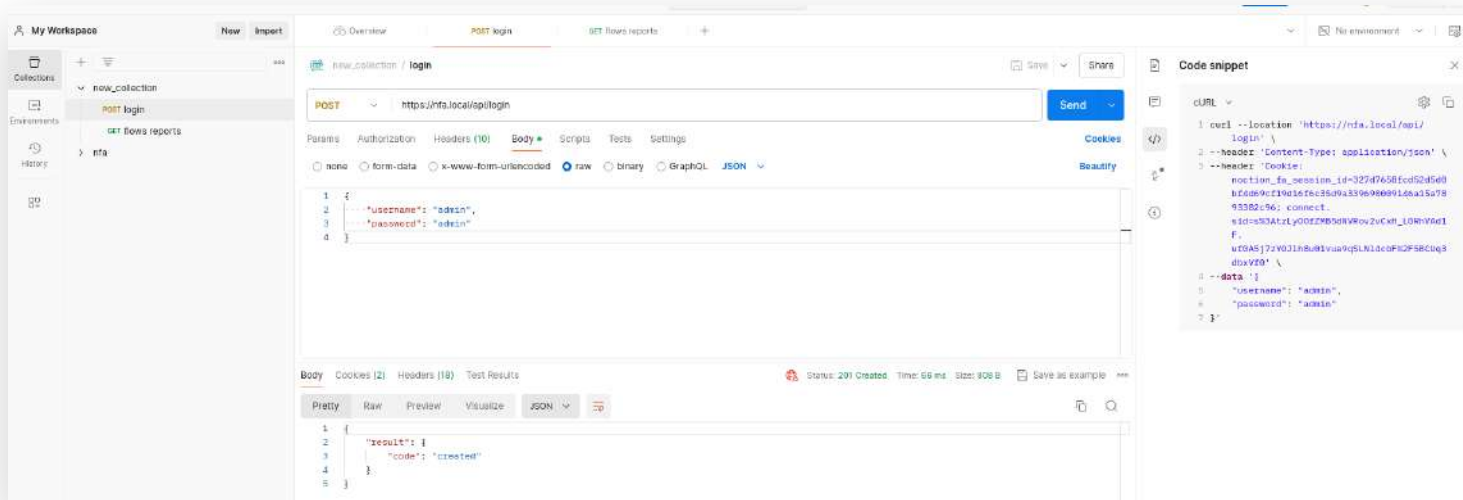 My Workspace
New
Import
Overview
POST login
GET flows reports
No environment
Collections
Environments
History
new_collection
POST login
GET flows reports
nfa
new_collection / login
Save
Share
POST
https://nfa.local/api/login
Send
Params
Authorization
Headers (10)
Body
Scripts
Tests
Settings
Cookies
none
form-data
x-www-form-urlencoded
raw
binary
GraphQL
JSON
Beautify
1 {
2 "username": "admin",
3 "password": "admin"
4 }
Body
Cookies (2)
Headers (18)
Test Results
Status: 201 Created
Time: 66 ms
Size: 808 B
Save as example
Pretty
Raw
Preview
Visualize
JSON
1 {
2 "result": {
3 "code": "created"
4 }
5 }
Code snippet
cURL
1 curl --location 'https://nfa.local/api/
login' \
2 --header 'Content-Type: application/json' \
3 --header 'Cookie:
connect.
4 --data '{
5 "username": "admin",
6 "password": "admin"
7 }'